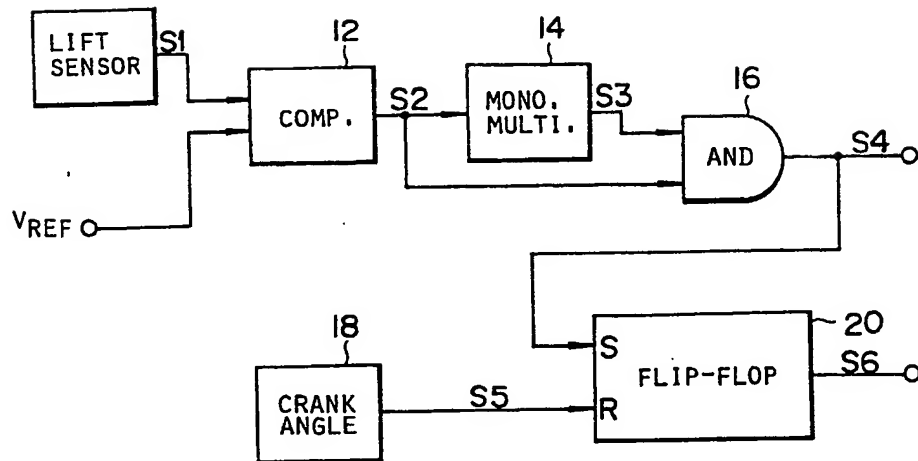 LIFT
SENSOR
S1
12
COMP.
S2
14
MONO.
MULTI.
S3
16
AND
S4
VREF
18
CRANK
ANGLE
S5
20
S
R
FLIP-FLOP
S6